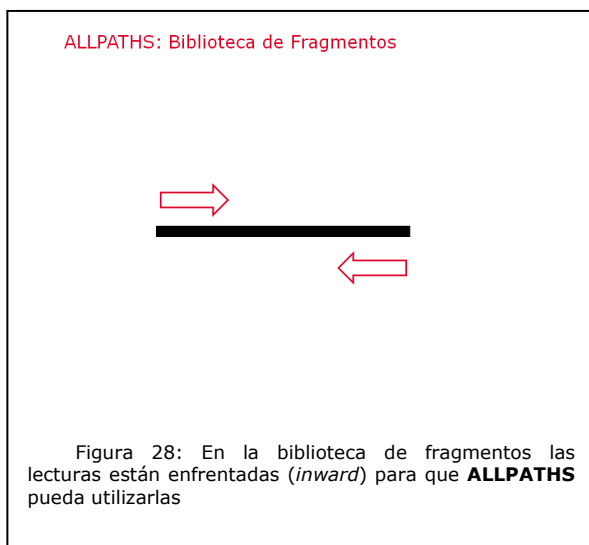 ALLPATHS: Biblioteca de Fragmentos
Figura 28: En la biblioteca de fragmentos las
lecturas están enfrentadas (inward) para que ALLPATHS
pueda utilizarlas